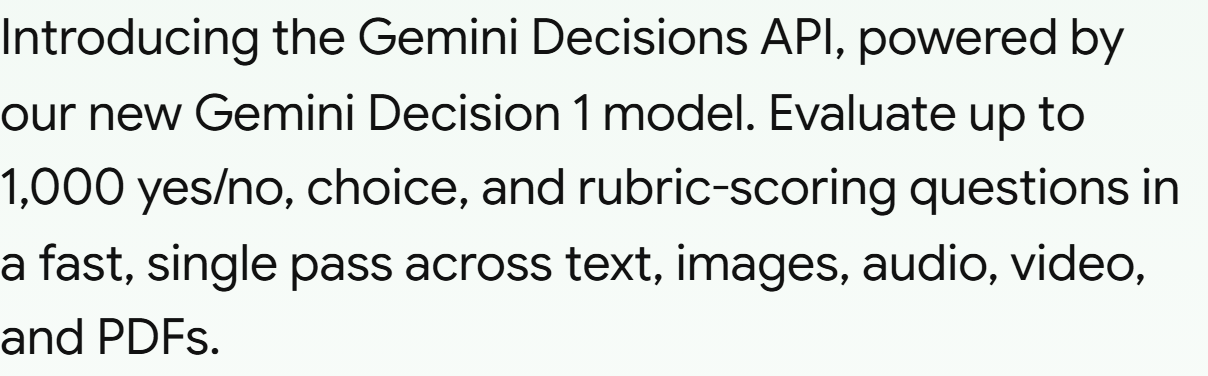 Introducing the Gemini Decisions API, powered by
our new Gemini Decision 1 model. Evaluate up to
1,000 yes/no, choice, and rubric-scoring questions in
a fast, single pass across text, images, audio, video,
and PDFs.